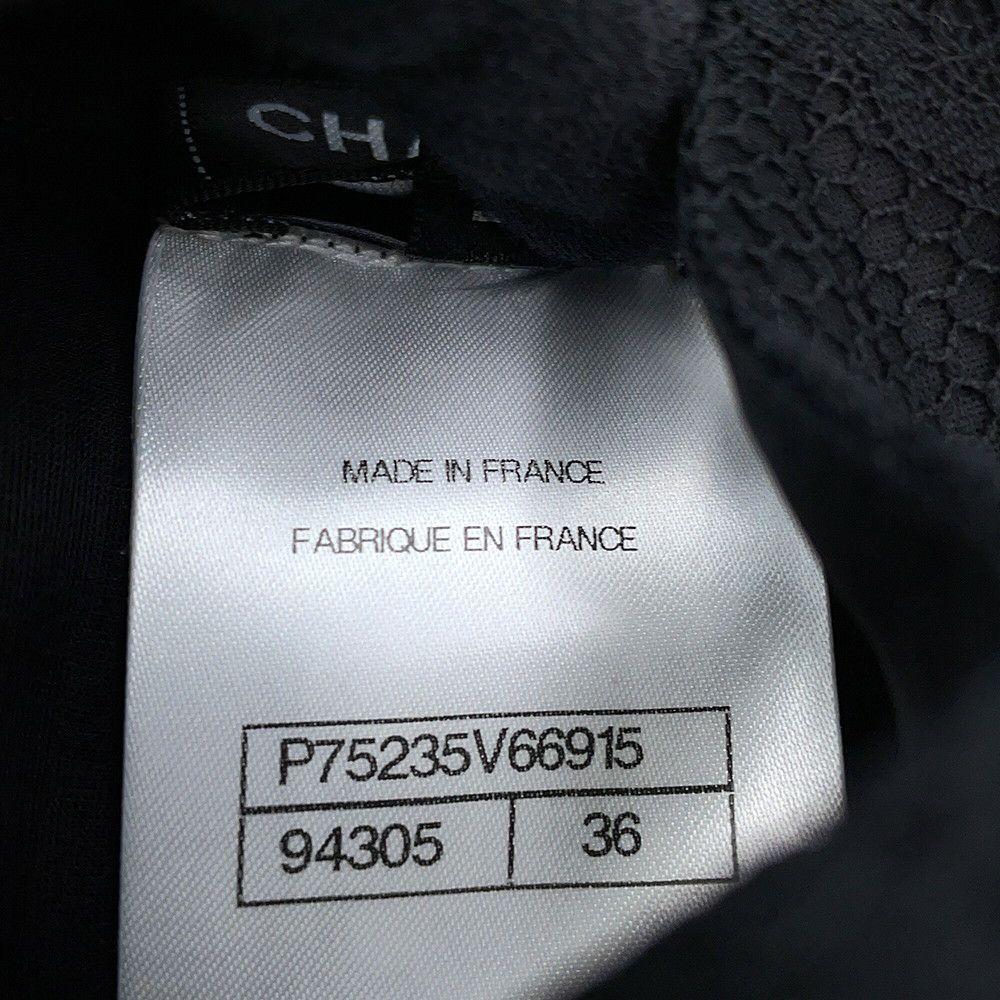 CHA
MADE IN FRANCE
FABRIQUE EN FRANCE
P75235V66915
94305 36